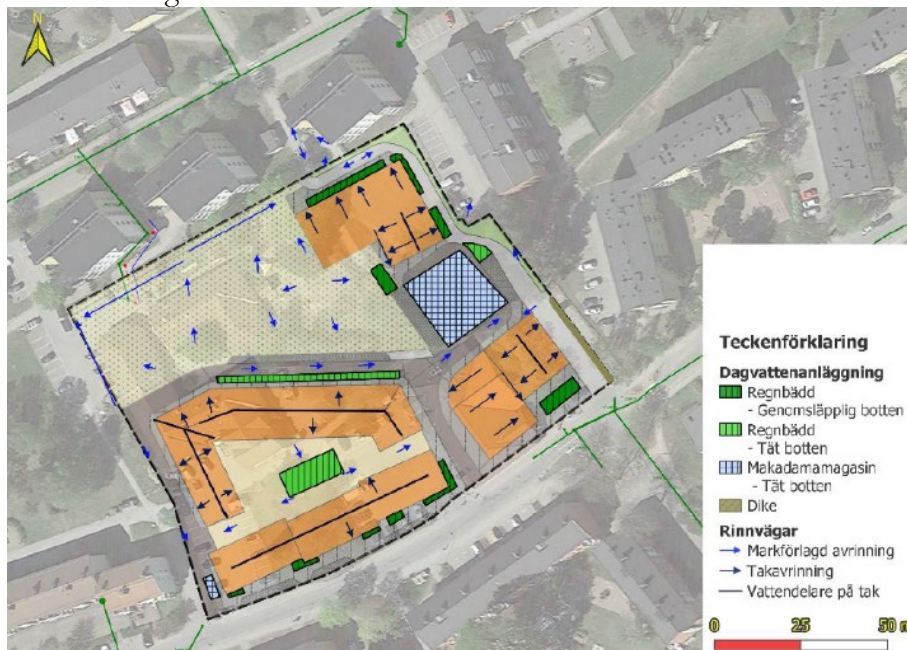 N
Teckenförklaring
Dagvattenanläggning
Regnbädd
- Genomsläpplig botten
Regnbädd
- Tät botten
Makadamamagasin
- Tät botten
Dike
Rinnvägar
Markförlagd avrinning
Takavrinning
Vattendelare på tak
0 25 50 m